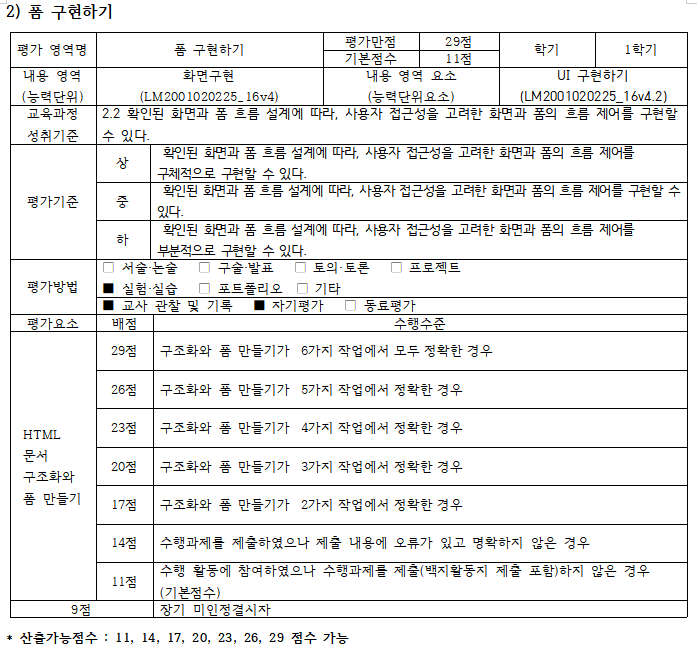 2) 폼 구현하기
평가 영역명 폼 구현하기 평가만점 29점 학기 1학기
기본점수 11점
내용 영역 화면구현 내용 영역 요소 UI 구현하기
(능력단위) (LM2001020225_16v4) (능력단위요소) (LM2001020225_16v4.2)
교육과정 2.2 확인된 화면과 폼 흐름 설계에 따라, 사용자 접근성을 고려한 화면과 폼의 흐름 제어를 구현할
성취기준 수 있다.
평가기준
상 확인된 화면과 폼 흐름 설계에 따라, 사용자 접근성을 고려한 화면과 폼의 흐름 제어를
구체적으로 구현할 수 있다.
중 확인된 화면과 폼 흐름 설계에 따라, 사용자 접근성을 고려한 화면과 폼의 흐름 제어를 구현할 수
있다.
하 확인된 화면과 폼 흐름 설계에 따라, 사용자 접근성을 고려한 화면과 폼의 흐름 제어를
부분적으로 구현할 수 있다.
평가방법
□ 서술·논술 □ 구술·발표 □ 토의·토론 □ 프로젝트
■ 실험·실습 □ 포트폴리오 □ 기타
■ 교사 관찰 및 기록 ■ 자기평가 □ 동료평가
평가요소 배점 수행수준
HTML
문서
구조화와
폼 만들기
29점 구조화와 폼 만들기가 6가지 작업에서 모두 정확한 경우
26점 구조화와 폼 만들기가 5가지 작업에서 정확한 경우
23점 구조화와 폼 만들기가 4가지 작업에서 정확한 경우
20점 구조화와 폼 만들기가 3가지 작업에서 정확한 경우
17점 구조화와 폼 만들기가 2가지 작업에서 정확한 경우
14점 수행과제를 제출하였으나 제출 내용에 오류가 있고 명확하지 않은 경우
11점 수행 활동에 참여하였으나 수행과제를 제출(백지활동지 제출 포함)하지 않은 경우
(기본점수)
9점 장기 미인정결시자
* 산출가능점수 : 11, 14, 17, 20, 23, 26, 29 점수 가능